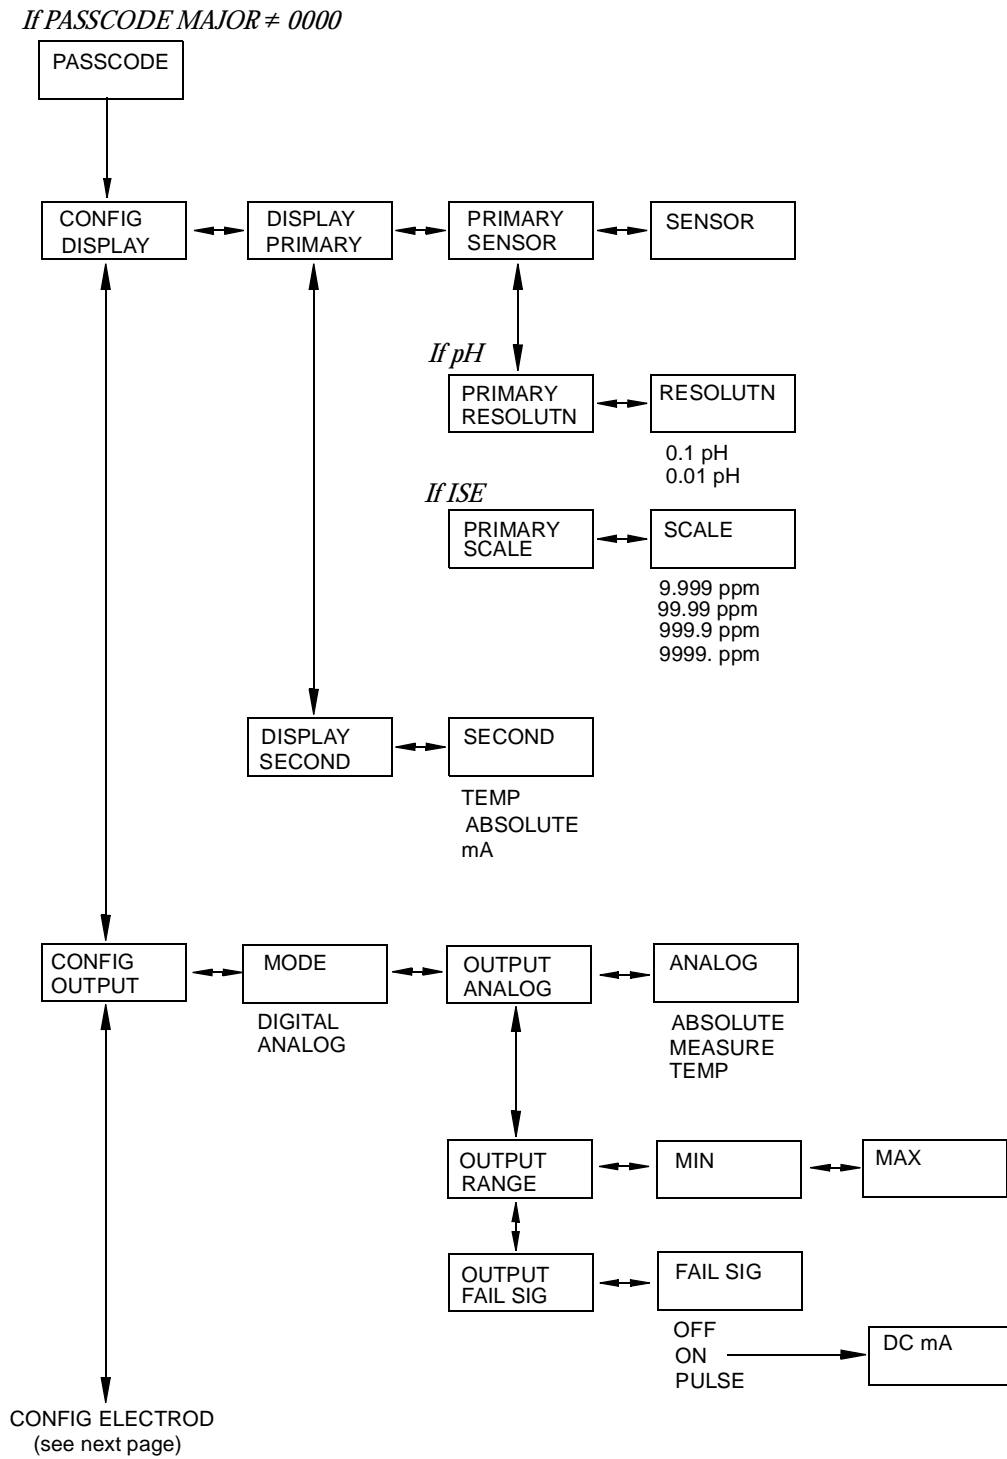 If PASSCODE MAJOR ≠ 0000
PASSCODE
CONFIG
DISPLAY
DISPLAY
PRIMARY
PRIMARY
SENSOR
SENSOR
If pH
PRIMARY
RESOLUTN
RESOLUTN
0.1 pH
0.01 pH
If ISE
PRIMARY
SCALE
SCALE
9.999 ppm
99.99 ppm
999.9 ppm
9999. ppm
DISPLAY
SECOND
SECOND
TEMP
ABSOLUTE
mA
CONFIG
OUTPUT
MODE
DIGITAL
ANALOG
OUTPUT
ANALOG
ANALOG
ABSOLUTE
MEASURE
TEMP
OUTPUT
RANGE
MIN
MAX
OUTPUT
FAIL SIG
FAIL SIG
OFF
ON
PULSE
DC mA
CONFIG ELECTROD
(see next page)